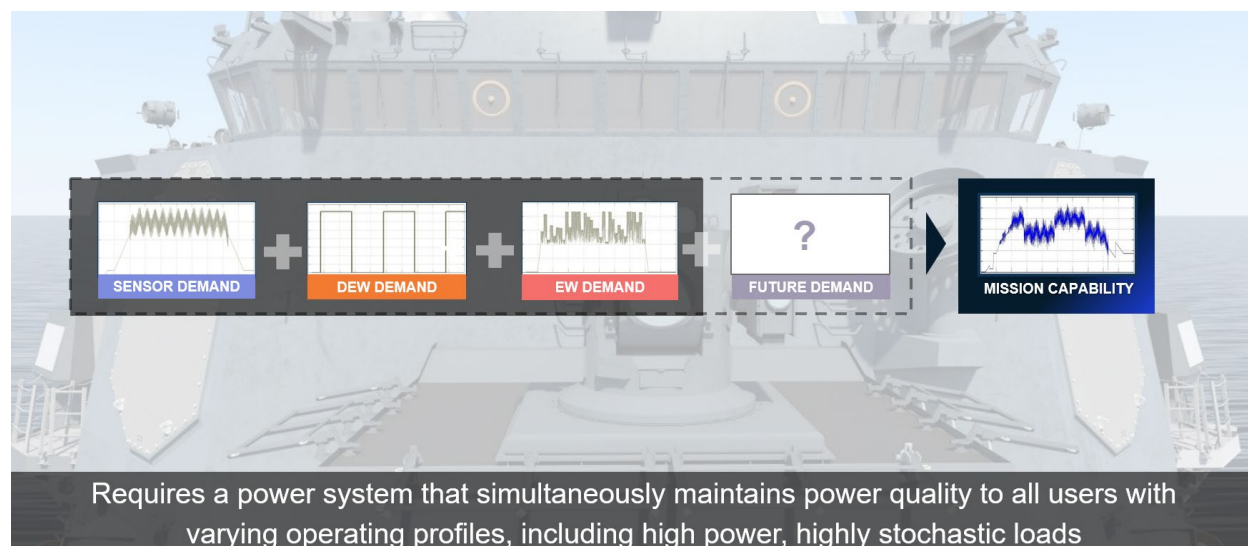 ?
SENSOR DEMAND
DEW DEMAND
EW DEMAND
FUTURE DEMAND
MISSION CAPABILITY
Requires a power system that simultaneously maintains power quality to all users with
varying operating profiles, including high power, highly stochastic loads